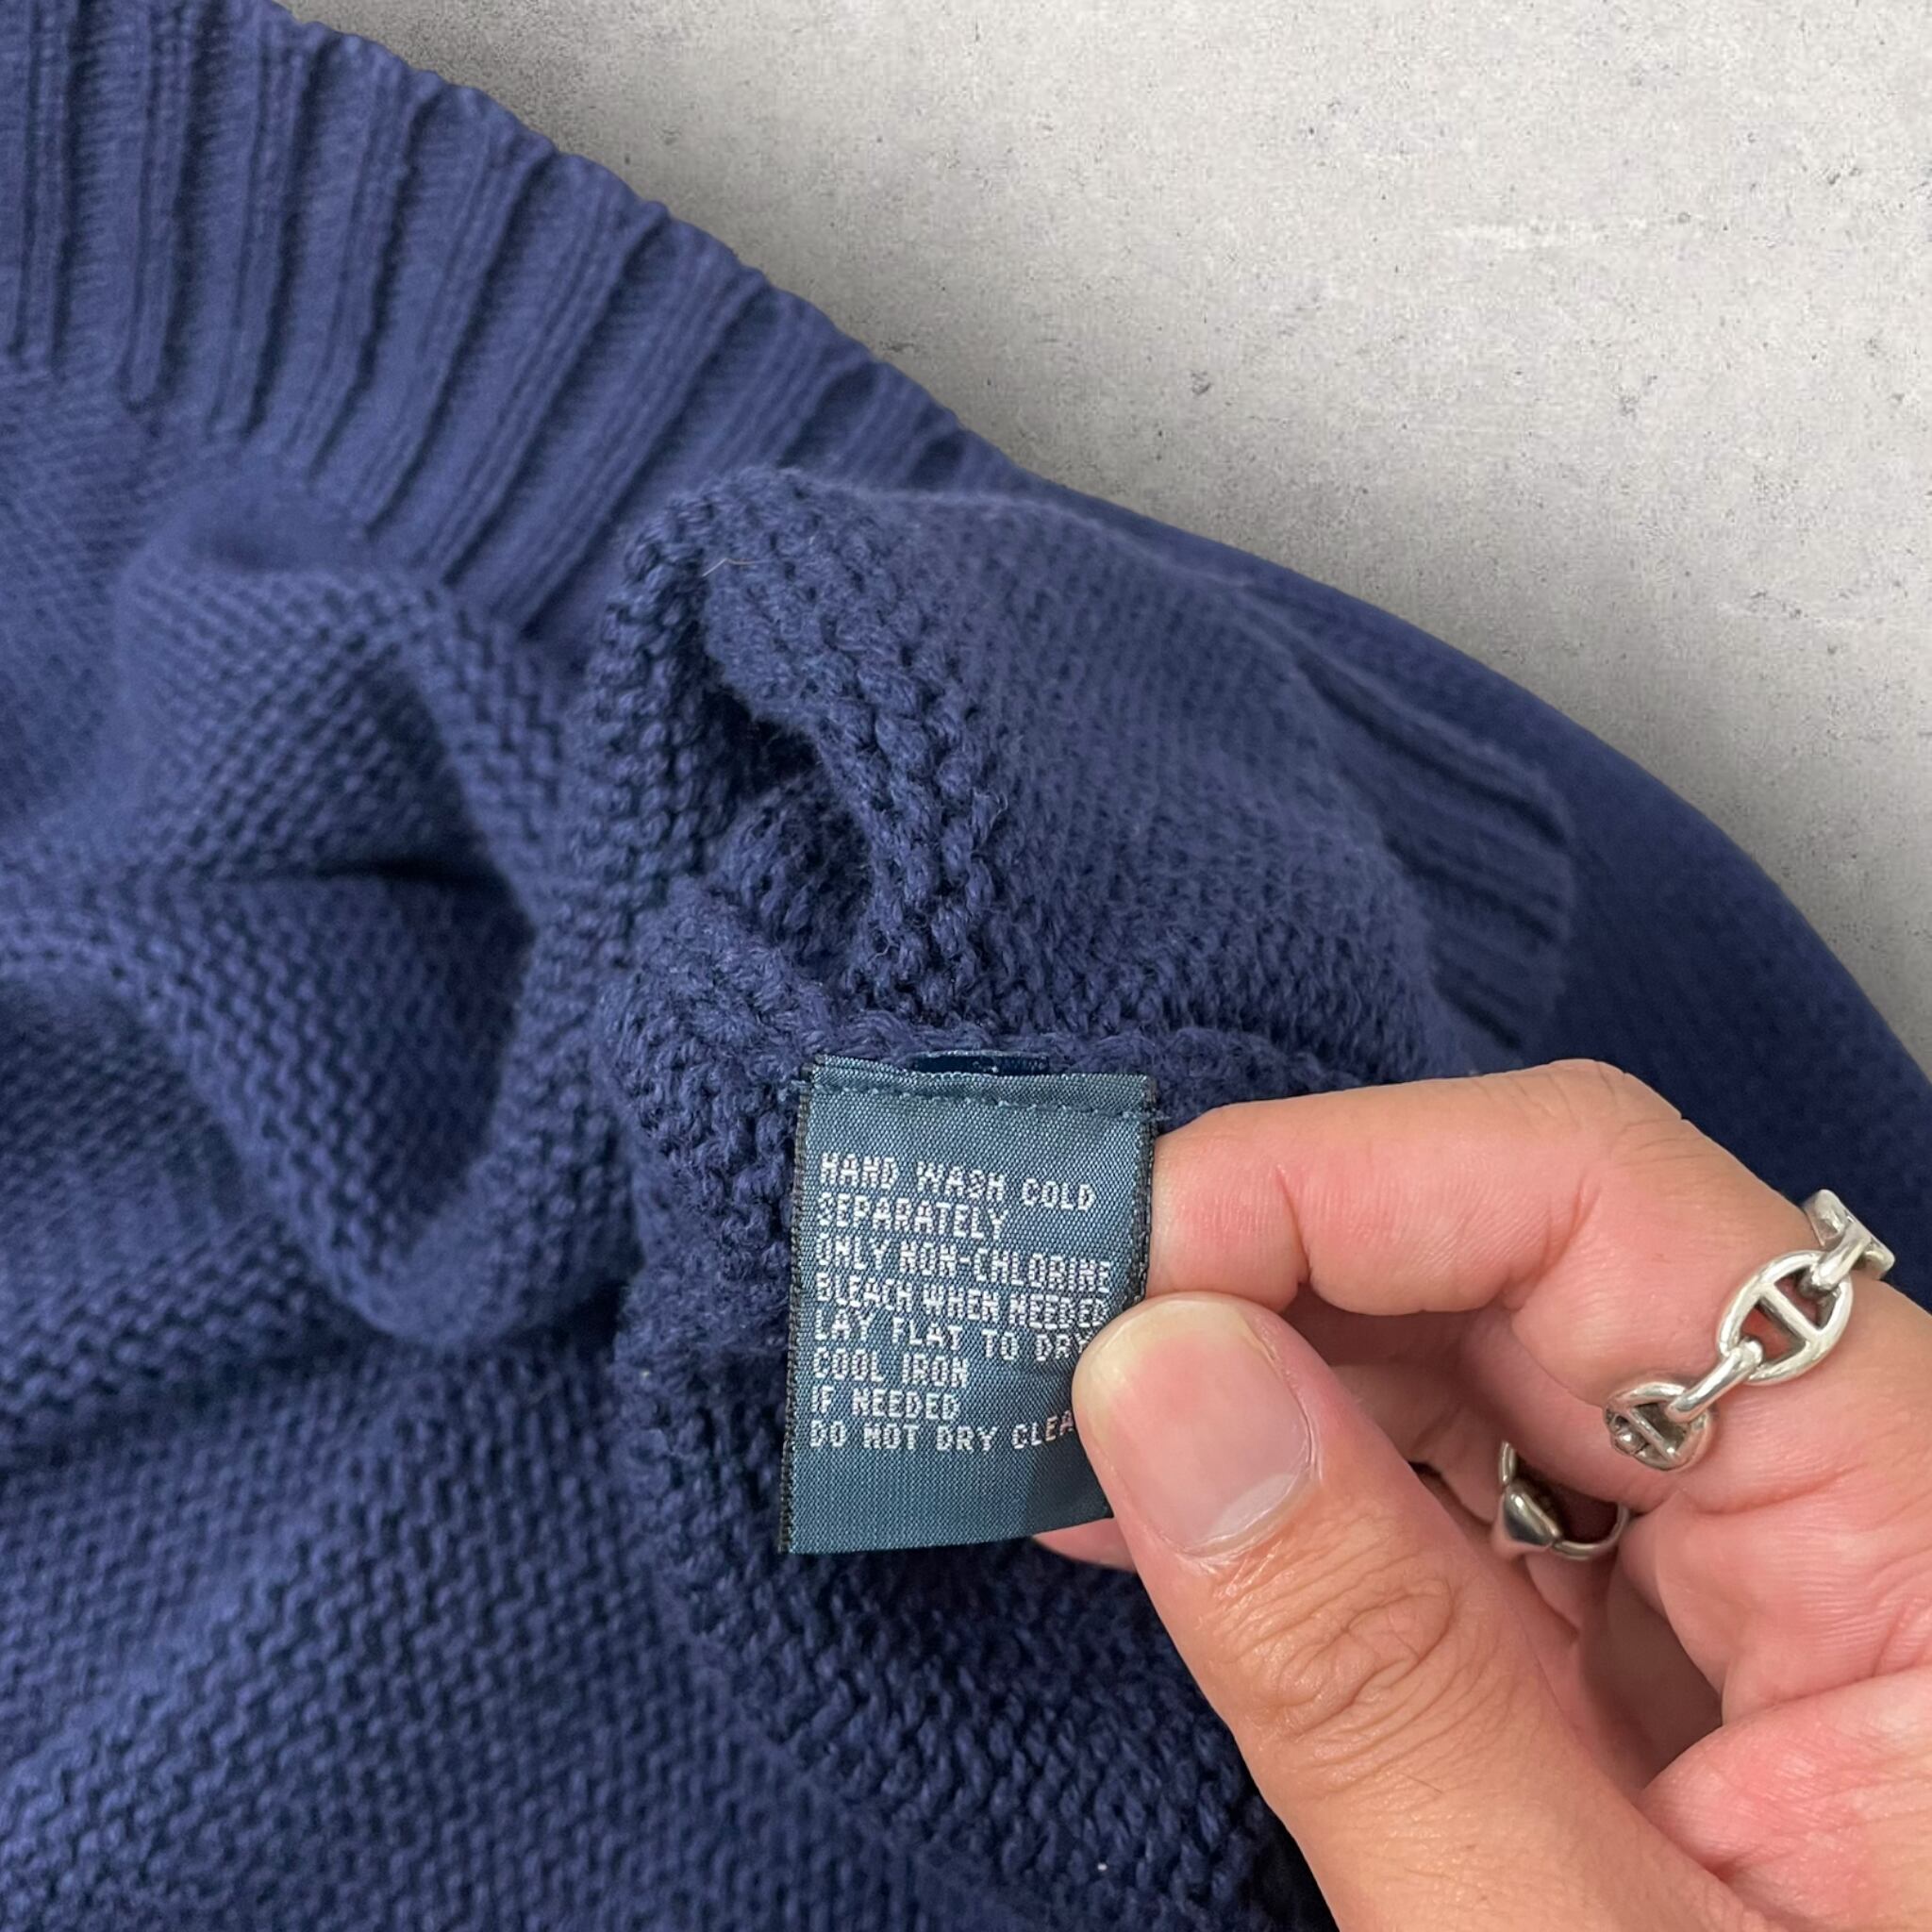 HAND WASH COLD
SEPARATELY
ONLY NON-CHLORINE
BLEACH WHEN NEEDED
LAY FLAT TO DRY
COOL IRON
IF NEEDED
DO NOT DRY CLEA